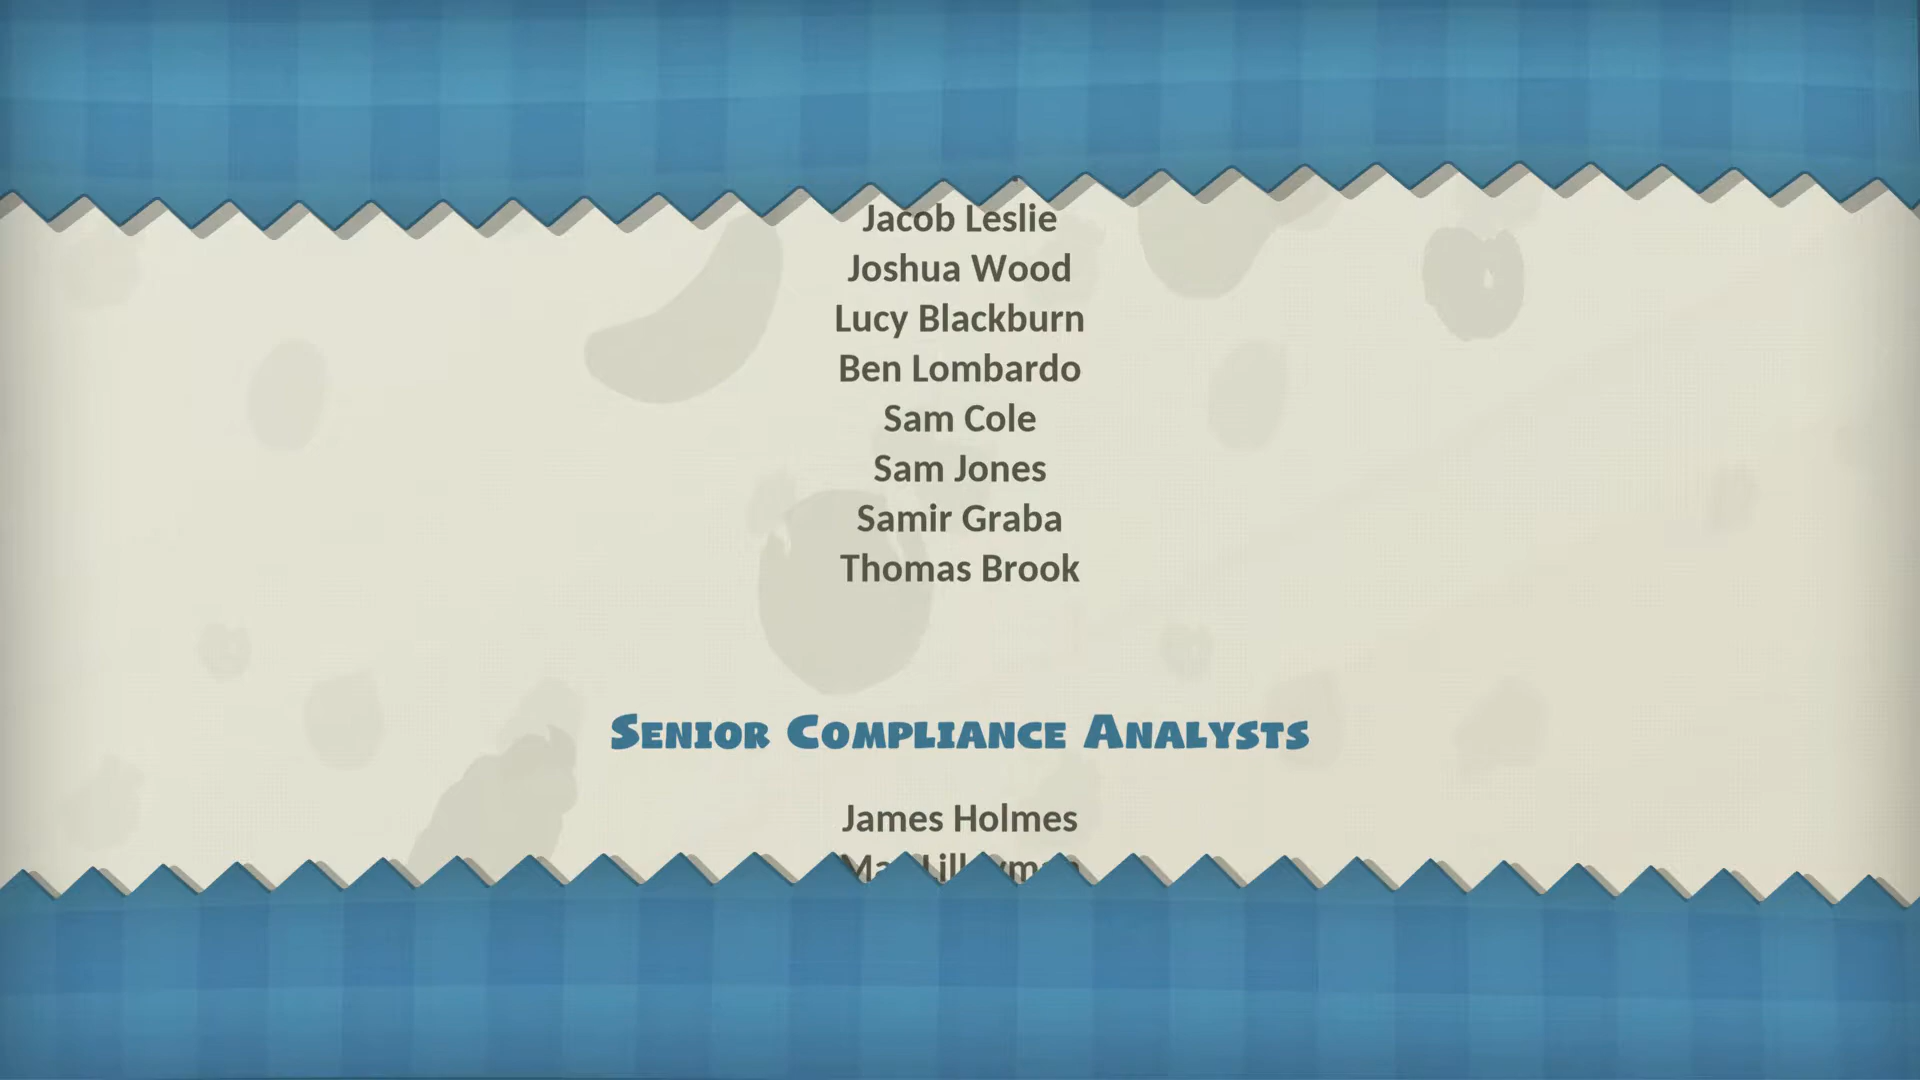 Jacob Leslie
Joshua Wood
Lucy Blackburn
Ben Lombardo
Sam Cole
Sam Jones
Samir Graba
Thomas Brook
Senior Compliance Analysts
James Holmes